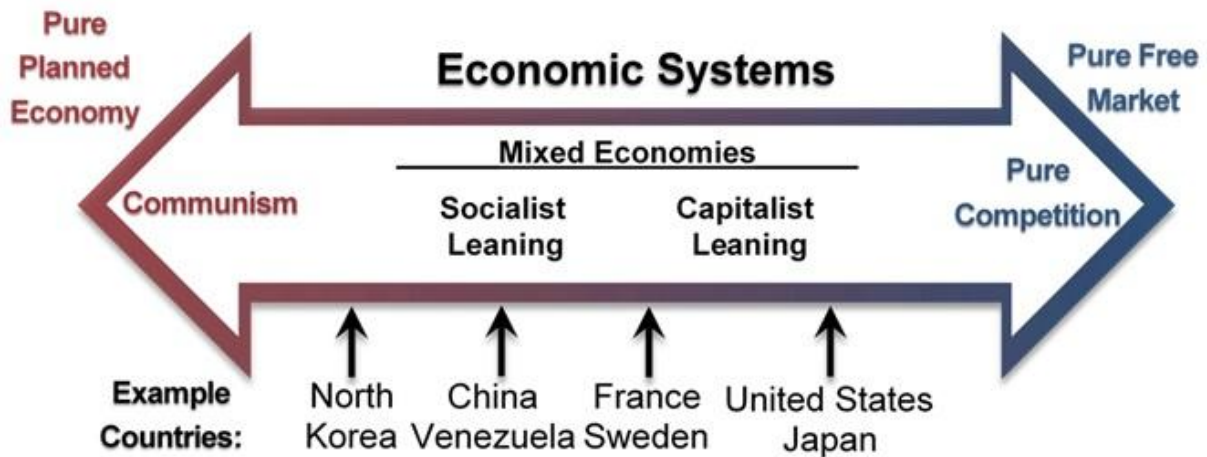 Pure
Planned
Economy
Economic Systems
Pure Free
Market
Mixed Economies
Communism
Socialist
Leaning
Capitalist
Leaning
Pure
Competition
Example
Countries:
North
Korea
China
Venezuela
France
Sweden
United States
Japan